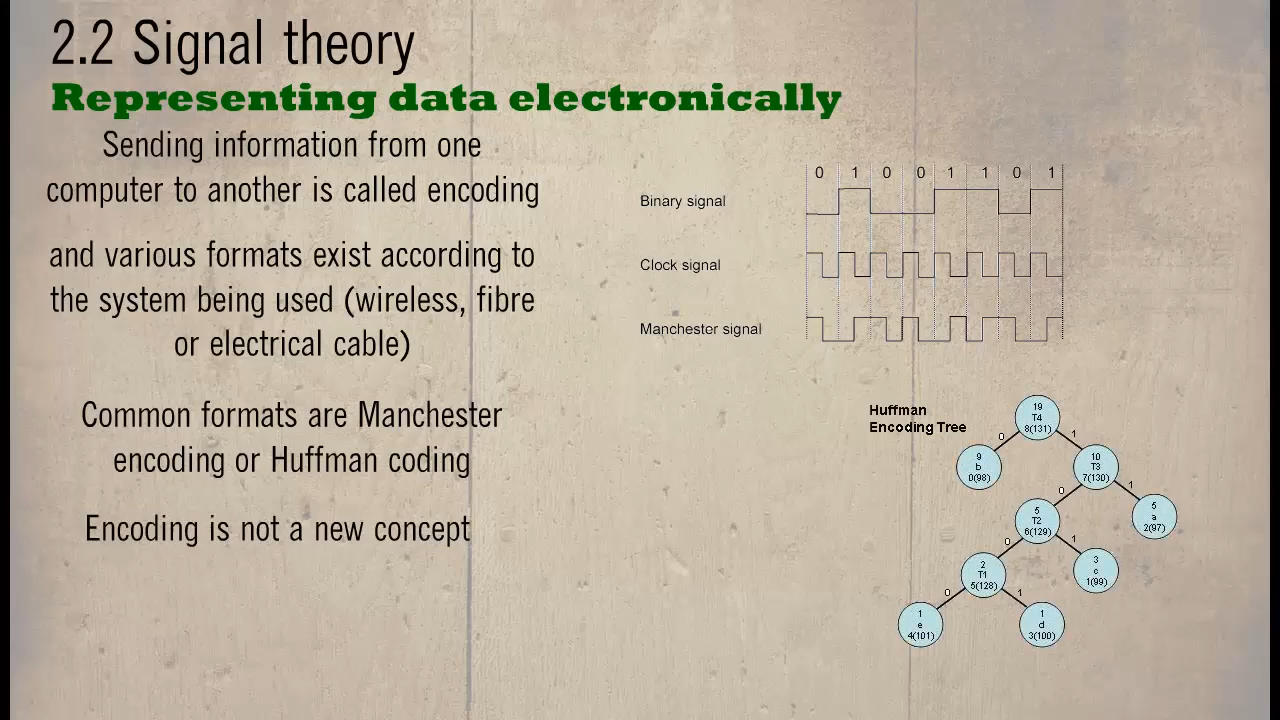 2.2 Signal theory
Representing data electronically
Sending information from one
computer to another is called encoding
and various formats exist according to
the system being used (wireless, fibre
or electrical cable)
Common formats are Manchester
encoding or Huffman coding
Encoding is not a new concept
0 1 0 0 1 1 0 1
Binary signal
Clock signal
Manchester signal
Huffman
Encoding Tree
19
T4
8(131)
0 1
9
b
0(98)
10
T3
7(130)
0 1
5
T2
6(129)
5
a
2(97)
0 1
2
T1
5(128)
3
c
1(99)
0 1
1
e
4(101)
1
d
3(100)